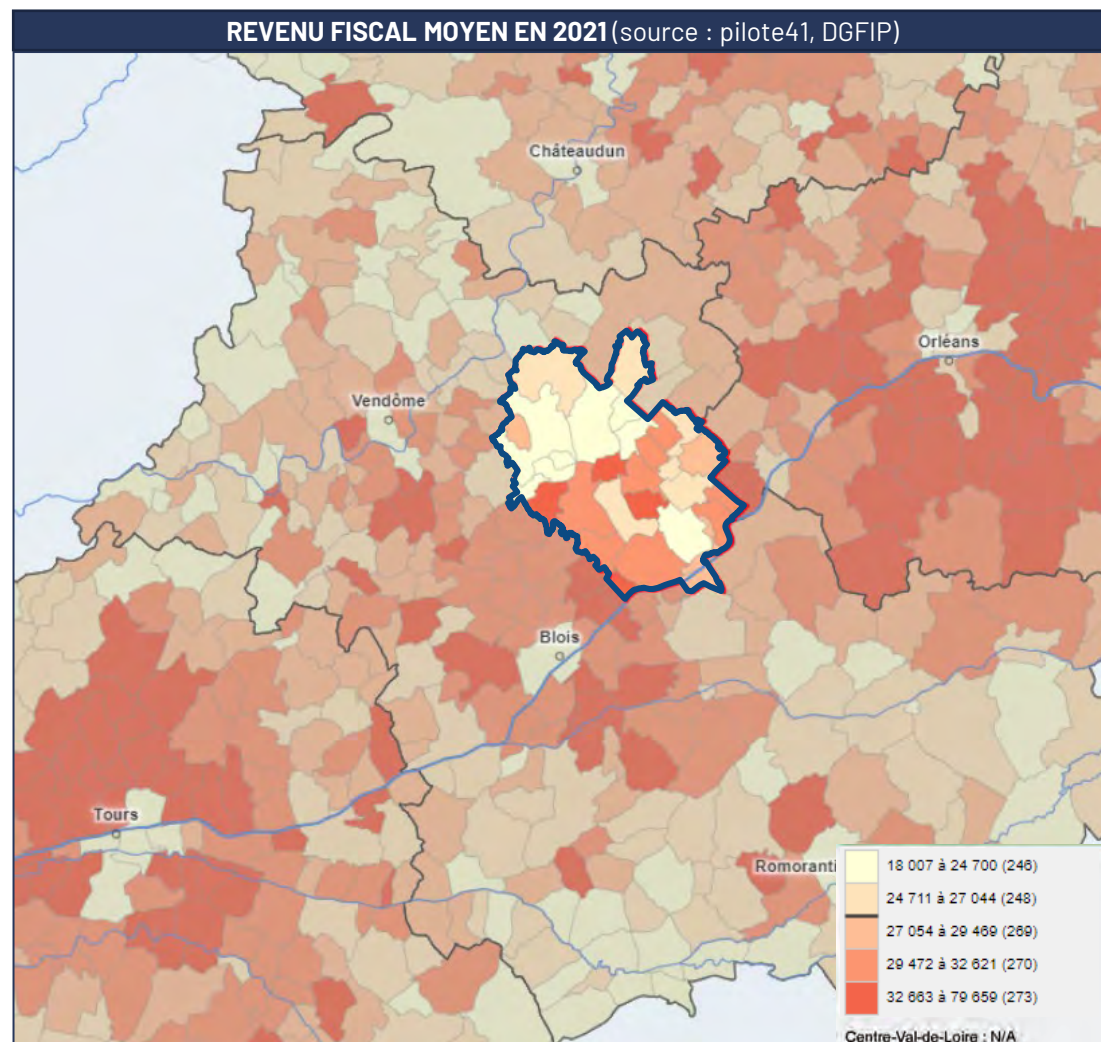 REVENU FISCAL MOYEN EN 2021 (source : pilote41, DGFIP)
Châteaudun
Orléans
Vendôme
Blois
Tours
Romoranti
18 007 à 24 700 (246)
24 711 à 27 044 (248)
27 054 à 29 469 (269)
29 472 à 32 621 (270)
32 663 à 79 659 (273)
Centre-Val-de-Loire : N/A